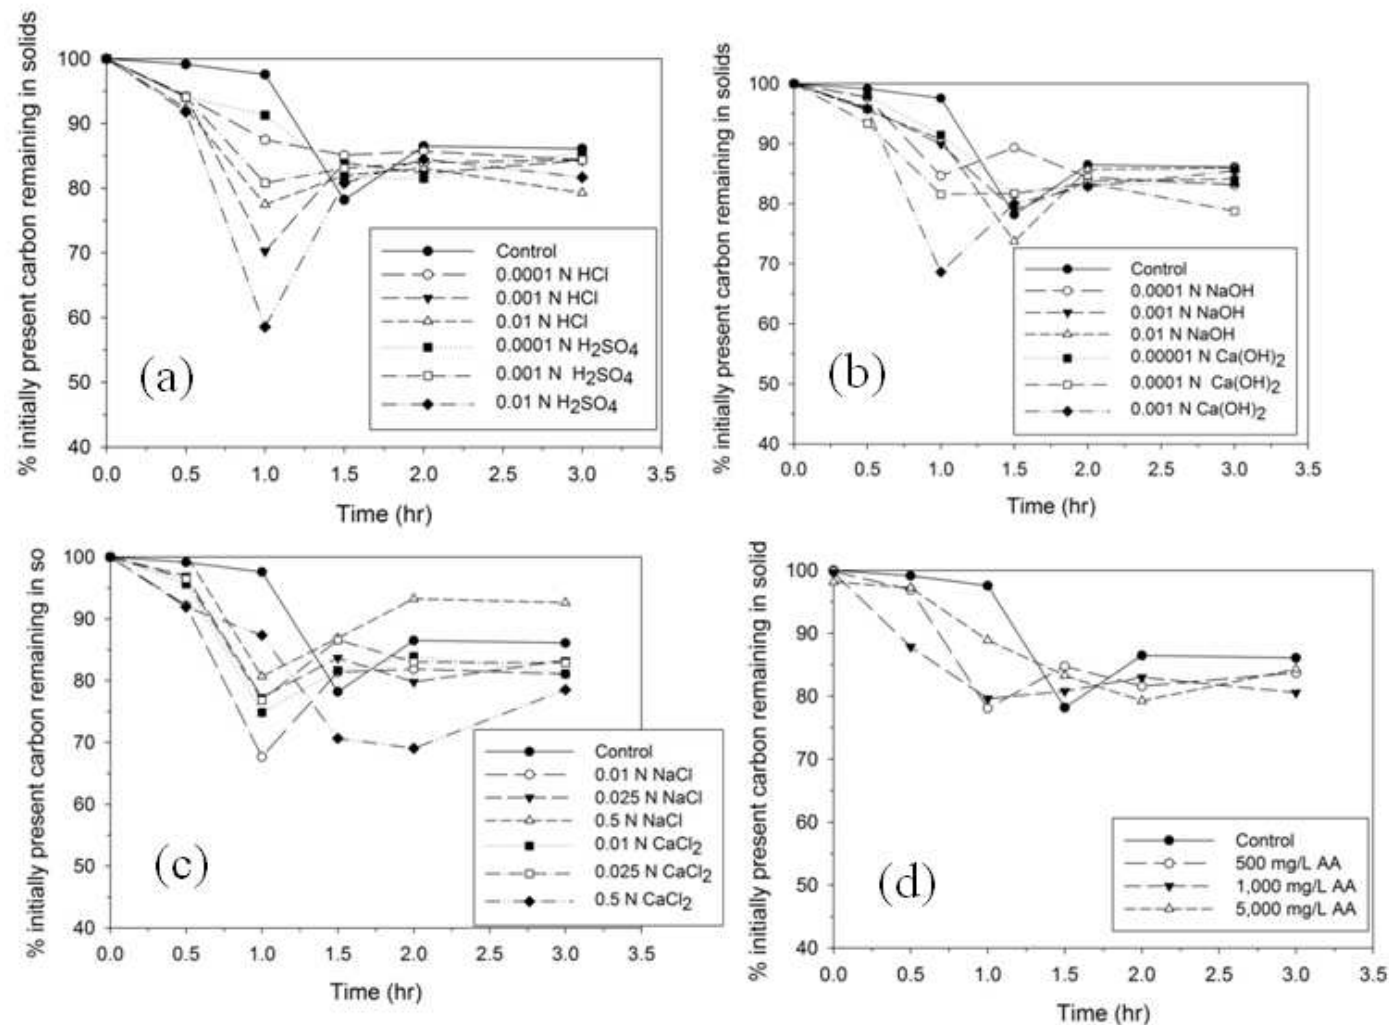 % initially present carbon remaining in solids
100
90
80
70
60
50
40
0.0 0.5 1.0 1.5 2.0 2.5 3.0 3.5
Time (hr)
(a)
Control
0.0001 N HCl
0.001 N HCl
0.01 N HCl
0.0001 N H2SO4
0.001 N H2SO4
0.01 N H2SO4
% initially present carbon remaining in solids
100
90
80
70
60
50
40
0.0 0.5 1.0 1.5 2.0 2.5 3.0 3.5
Time (hr)
(b)
Control
0.0001 N NaOH
0.001 N NaOH
0.01 N NaOH
0.00001 N Ca(OH)2
0.0001 N Ca(OH)2
0.001 N Ca(OH)2
% initially present carbon remaining in so
100
90
80
70
60
50
40
0.0 0.5 1.0 1.5 2.0 2.5 3.0 3.5
Time (hr)
(c)
Control
0.01 N NaCl
0.025 N NaCl
0.5 N NaCl
0.01 N CaCl2
0.025 N CaCl2
0.5 N CaCl2
% initially present carbon remaining in solid
100
90
80
70
60
50
40
0.0 0.5 1.0 1.5 2.0 2.5 3.0 3.5
Time (hr)
(d)
Control
500 mg/L AA
1,000 mg/L AA
5,000 mg/L AA